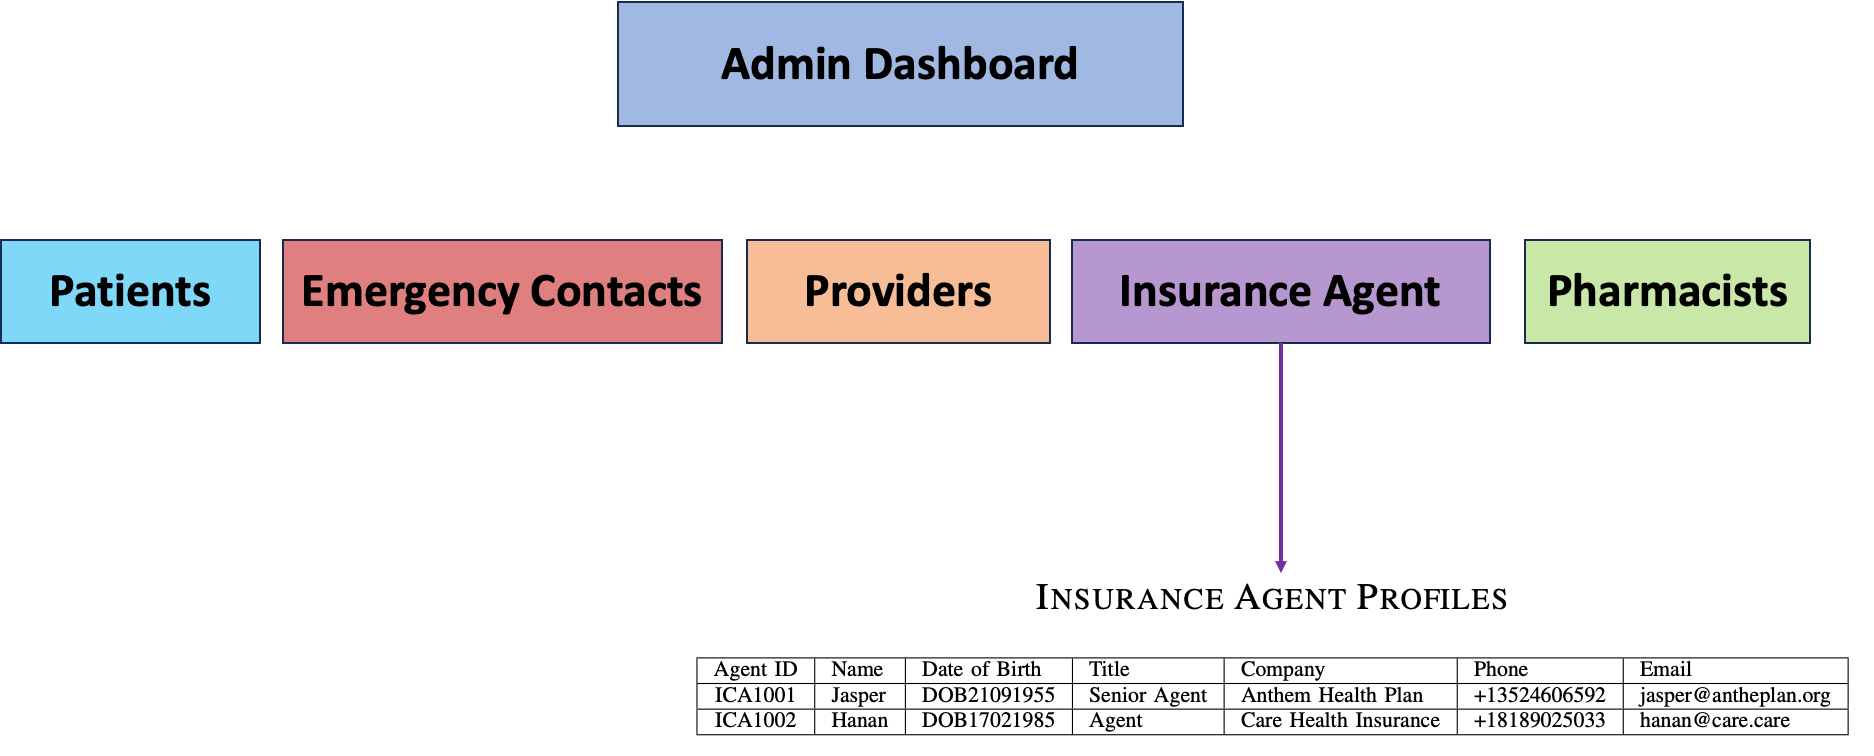 Admin Dashboard
Patients Emergency Contacts Providers Insurance Agent Pharmacists
INSURANCE AGENT PROFILES
Agent ID Name Date of Birth Title Company Phone Email
ICA1001 Jasper DOB21091955 Senior Agent Anthem Health Plan +13524606592 jasper@antheplan.org
ICA1002 Hanan DOB17021985 Agent Care Health Insurance +18189025033 hanan@care.care